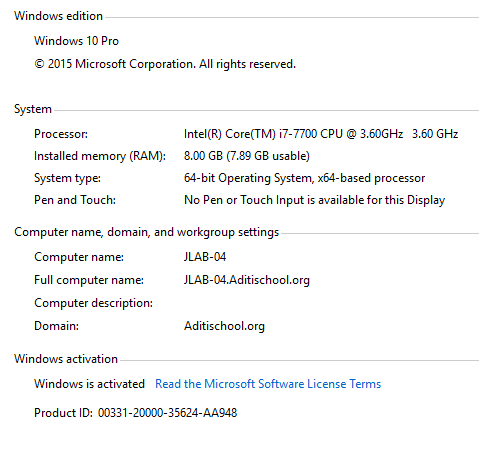 Windows edition
Windows 10 Pro
© 2015 Microsoft Corporation. All rights reserved.
System
Processor: Intel(R) Core(TM) i7-7700 CPU @ 3.60GHz 3.60 GHz
Installed memory (RAM): 8.00 GB (7.89 GB usable)
System type: 64-bit Operating System, x64-based processor
Pen and Touch: No Pen or Touch Input is available for this Display
Computer name, domain, and workgroup settings
Computer name: JLAB-04
Full computer name: JLAB-04.Aditischool.org
Computer description:
Domain: Aditischool.org
Windows activation
Windows is activated Read the Microsoft Software License Terms
Product ID: 00331-20000-35624-AA948